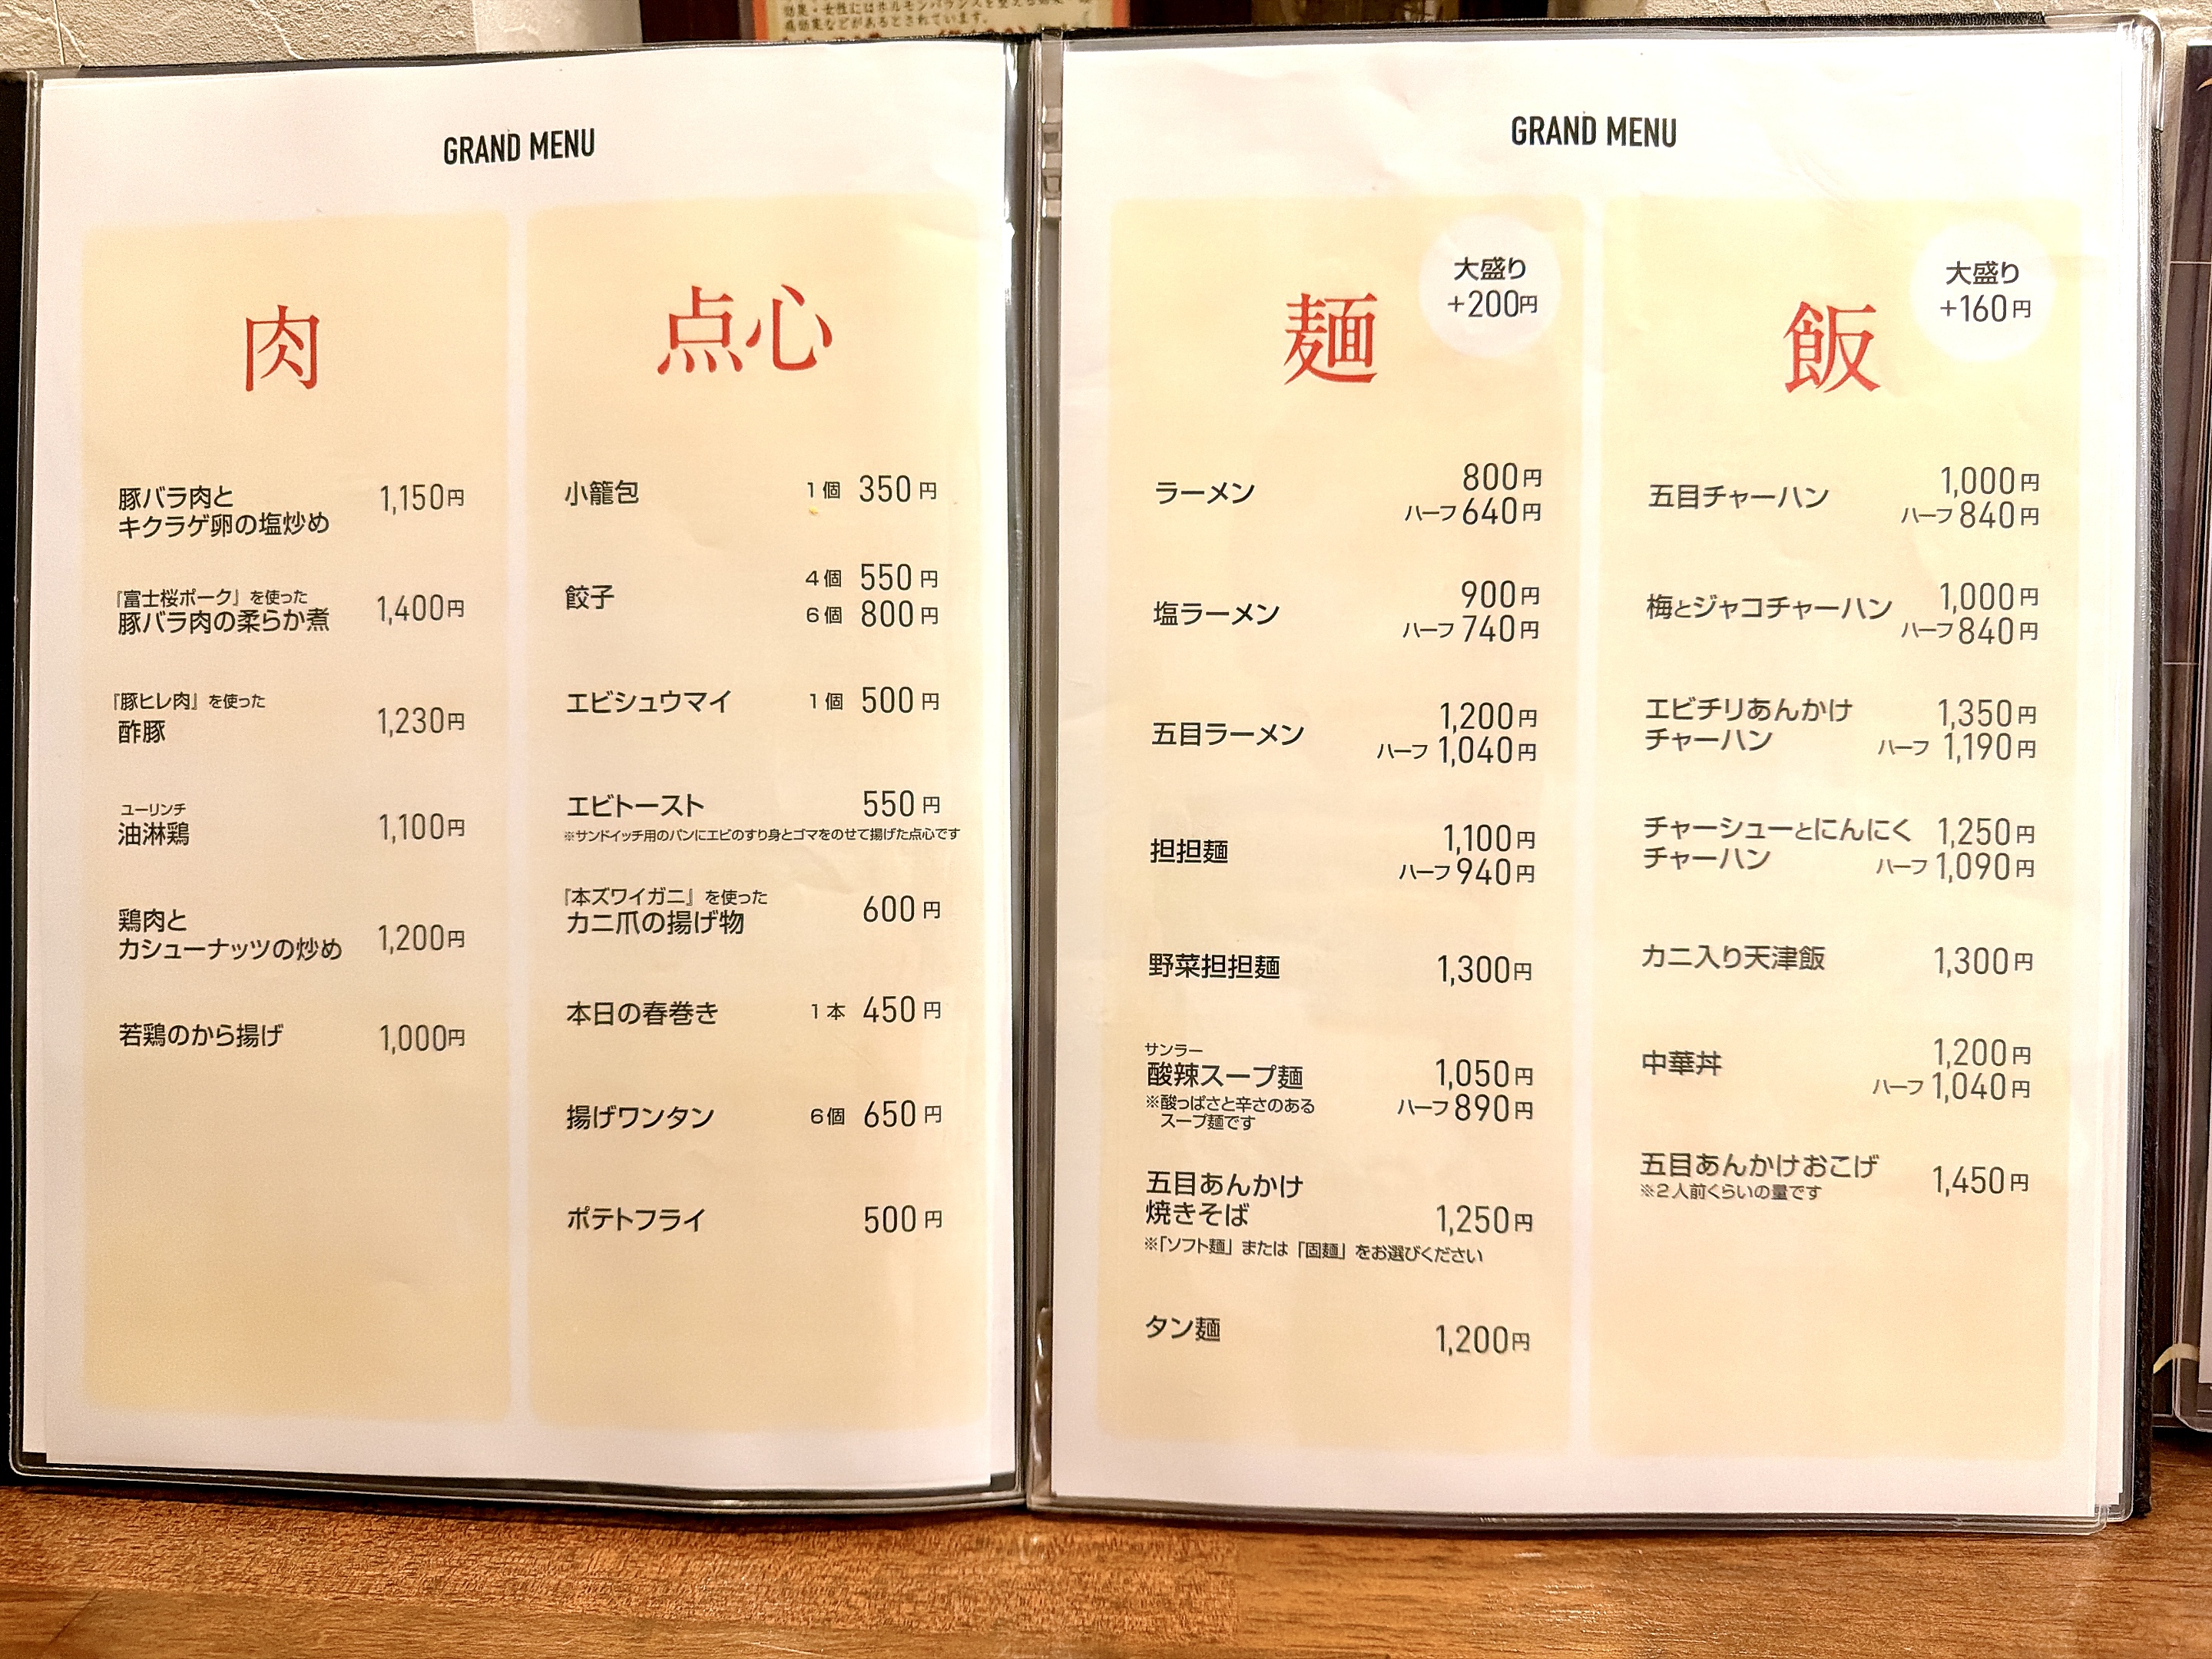 GRAND MENU
肉
豚バラ肉と
キクラゲ卵の塩炒め
1,150円
『富士桜ポーク』を使った
豚バラ肉の柔らか煮
1,400円
『豚ヒレ肉』を使った
酢豚
1,230円
ユーリンチ
油淋鶏
1,100円
鶏肉と
カシューナッツの炒め
1,200円
若鶏のから揚げ 1,000円
点心
小籠包 1個 350円
餃子
4個 550円
6個 800円
エビシュウマイ 1個 500円
エビトースト 550円
※サンドイッチ用のパンにエビのすり身とゴマをのせて揚げた点心です
『本ズワイガニ』を使った
カニ爪の揚げ物
600円
本日の春巻き 1本 450円
揚げワンタン 6個 650円
ポテトフライ 500円
GRAND MENU
麺
大盛り
+200円
ラーメン
800円
ハーフ640円
塩ラーメン
900円
ハーフ740円
五目ラーメン
1,200円
ハーフ1,040円
担担麺
1,100円
ハーフ940円
野菜担担麺 1,300円
サンラー
酸辣スープ麺
※酸っぱさと辛さのある
スープ麺です
1,050円
ハーフ890円
五目あんかけ
焼きそば
1,250円
※「ソフト麺」または「固麺」をお選びください
タン麺 1,200円
飯
大盛り
+160円
五目チャーハン
1,000円
ハーフ840円
梅とジャコチャーハン
1,000円
ハーフ840円
エビチリあんかけ
チャーハン
1,350円
ハーフ1,190円
チャーシューとにんにく
チャーハン
1,250円
ハーフ1,090円
カニ入り天津飯 1,300円
中華丼
1,200円
ハーフ1,040円
五目あんかけおこげ
※2人前くらいの量です
1,450円